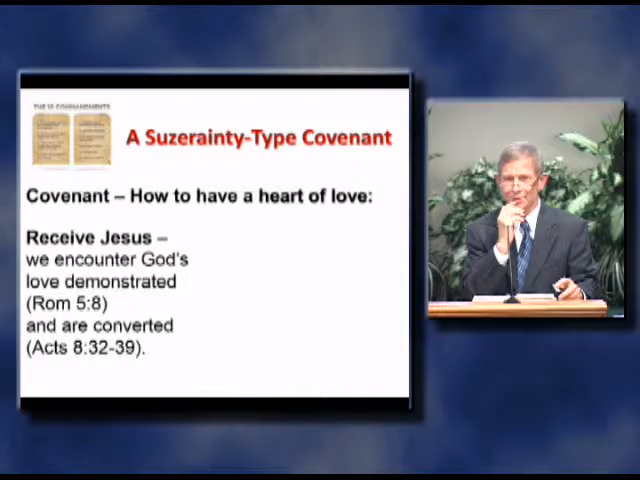 THE 10 COMMANDMENTS
A Suzerainty-Type Covenant
Covenant – How to have a heart of love:
Receive Jesus –
we encounter God's
love demonstrated
(Rom 5:8)
and are converted
(Acts 8:32-39).